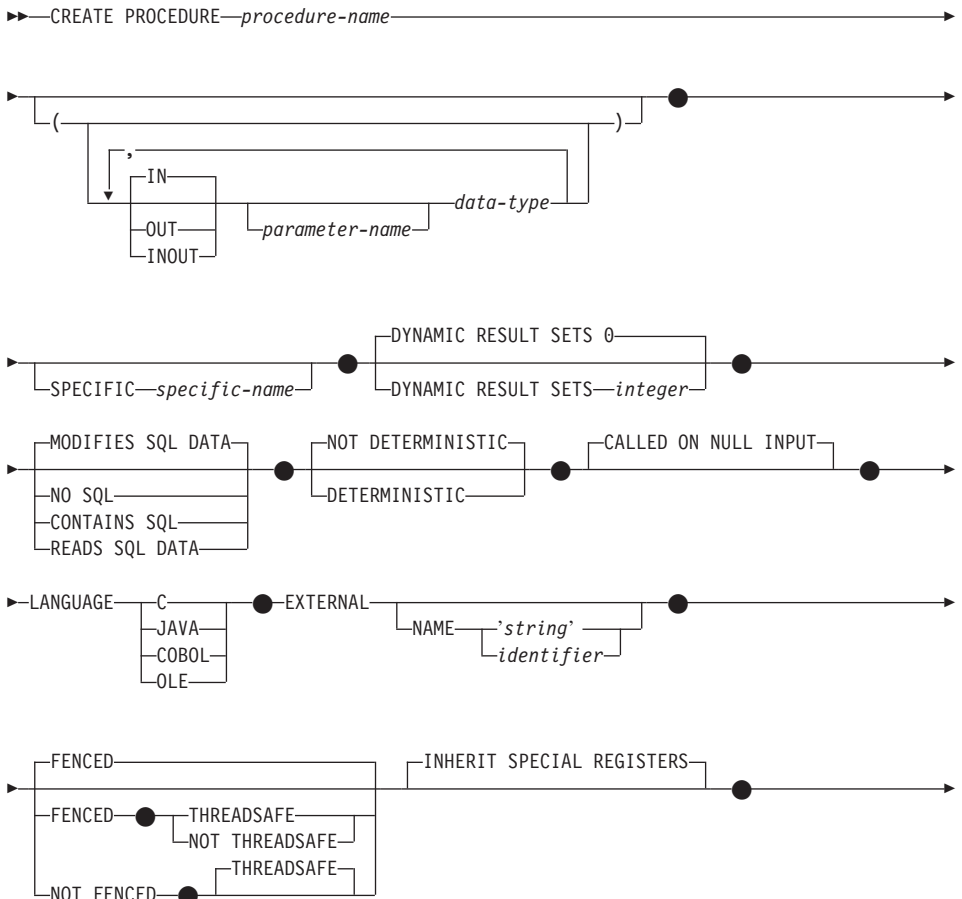 CREATE PROCEDURE procedure-name
( )
,
IN
OUT
INOUT
parameter-name
data-type
SPECIFIC specific-name
DYNAMIC RESULT SETS 0
DYNAMIC RESULT SETS integer
MODIFIES SQL DATA
NO SQL
CONTAINS SQL
READS SQL DATA
NOT DETERMINISTIC
DETERMINISTIC
CALLED ON NULL INPUT
LANGUAGE
C
JAVA
COBOL
OLE
EXTERNAL
NAME
'string'
identifier
FENCED
FENCED
THREADSAFE
NOT THREADSAFE
NOT FENCED
THREADSAFE
INHERIT SPECIAL REGISTERS